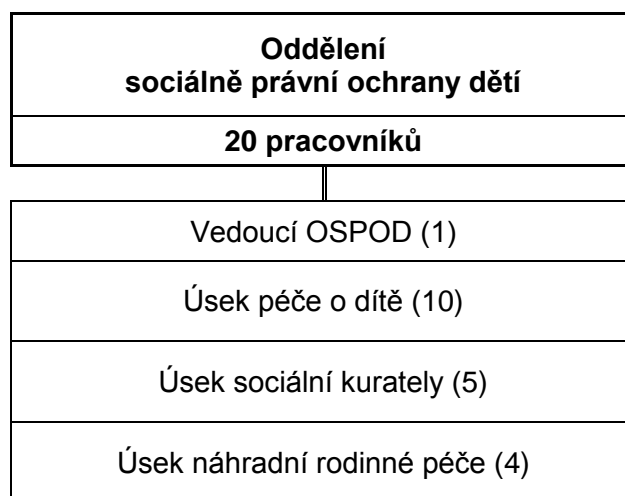 Oddělení
sociálně právní ochrany dětí
20 pracovníků
Vedoucí OSPOD (1)
Úsek péče o dítě (10)
Úsek sociální kurately (5)
Úsek náhradní rodinné péče (4)